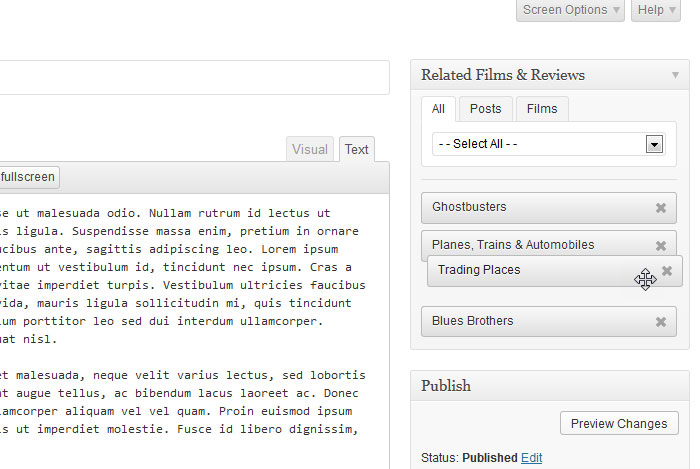 Screen Options Help
Related Films & Reviews
All Posts Films
- - Select All - -
Visual Text
fullscreen
Ghostbusters
Planes, Trains & Automobiles
Trading Places
Blues Brothers
se ut malesuada odio. Nullam rutrum id lectus ut
is ligula. Suspendisse massa enim, pretium in ornare
ucibus ante, sagittis adipiscing leo. Lorem ipsum
entum ut vestibulum id, tincidunt nec ipsum. Cras a
vitae imperdiet turpis. Vestibulum ultricies faucibus
vida, mauris ligula sollicitudin mi, quis tincidunt
ium porttitor leo sed dui interdum ullamcorper.
uat nisl.
et malesuada, neque velit varius lectus, sed lobortis
at augue tellus, ac bibendum lacus laoreet ac. Donec
lamcorper aliquam vel vel quam. Proin euismod ipsum
is ut imperdiet molestie. Fusce id libero dignissim,
Publish
Preview Changes
Status: Published Edit